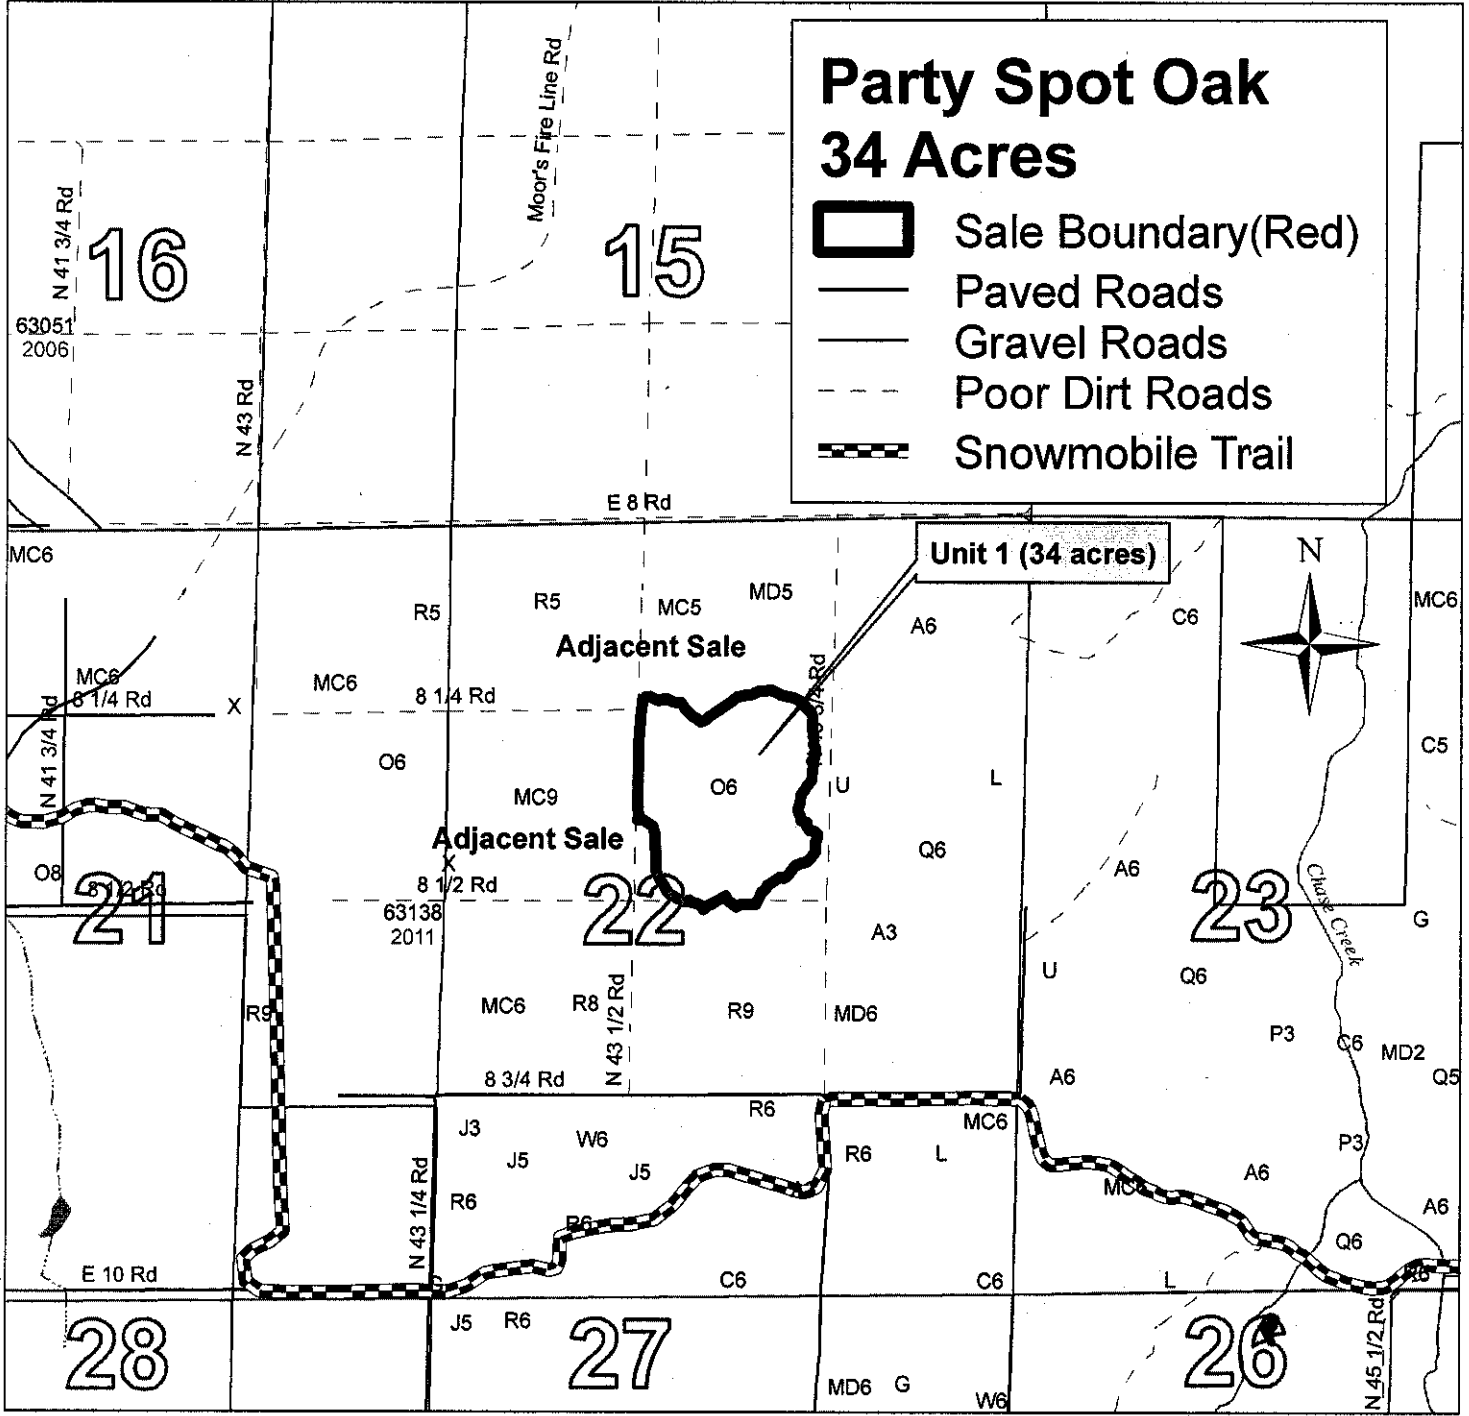 Party Spot Oak
34 Acres
Sale Boundary(Red)
Paved Roads
Gravel Roads
Poor Dirt Roads
Snowmobile Trail
Moor's Fire Line Rd
N 41 3/4 Rd
16
15
63051
2006
N 43 Rd
E 8 Rd
MC6
Unit 1 (34 acres)
N
R5
R5
MC5
MD5
A6
C6
MC6
Adjacent Sale
MC6
8 1/4 Rd
X
MC6
8 1/4 Rd
N 41 3/4 Rd
O6
MC9
O6
U
L
C5
Adjacent Sale
X
Q6
A6
O8
8 1/2 Rd
21
8 1/2 Rd
63138
2011
22
23
Chase Creek
G
A3
U
Q6
R9
MC6
R8
N 43 1/2 Rd
R9
MD6
P3
C6
MD2
Q5
8 3/4 Rd
A6
R6
MC6
J3
W6
J5
J5
R6
L
P3
A6
N 43 1/4 Rd
R6
R6
A6
Q6
E 10 Rd
C6
C6
L
J5
R6
28
27
26
N 45 1/2 Rd
MD6
G
W6